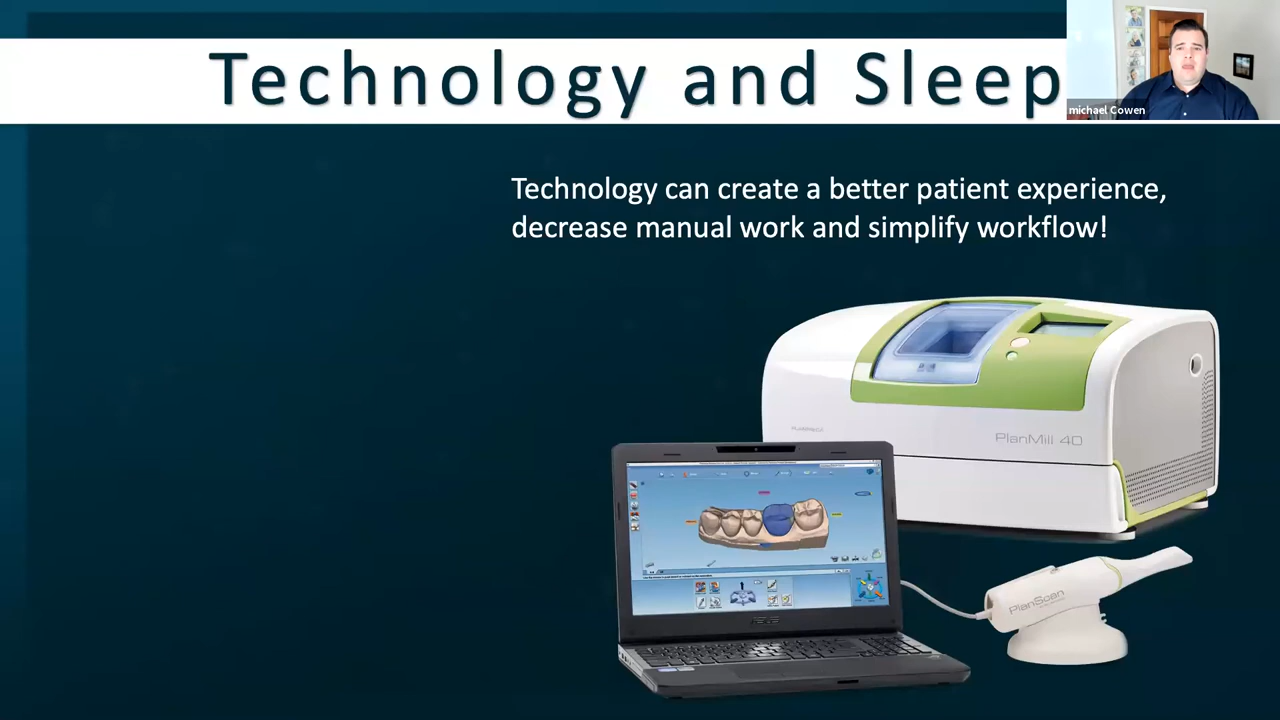 Technology and Sleep
michael Cowen
Technology can create a better patient experience,
decrease manual work and simplify workflow!
PLANMECA
PlanMill 40
PlanScan